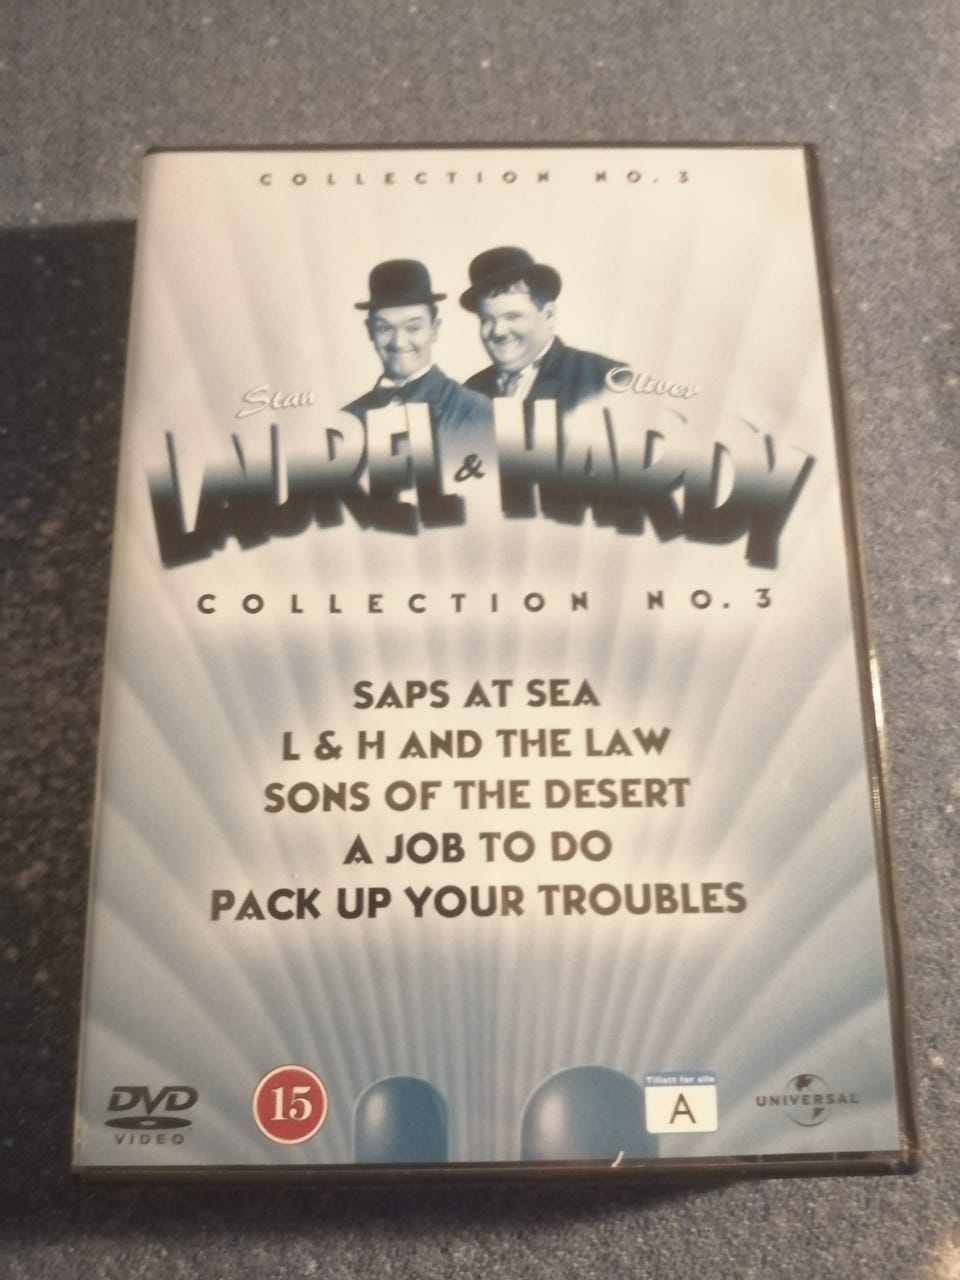 COLLECTION NO. 3
Stan
Oliver
LAUREL & HARDY
COLLECTION NO. 3
SAPS AT SEA
L & H AND THE LAW
SONS OF THE DESERT
A JOB TO DO
PACK UP YOUR TROUBLES
DVD
VIDEO
15
Tillatt for alle
A
UNIVERSAL